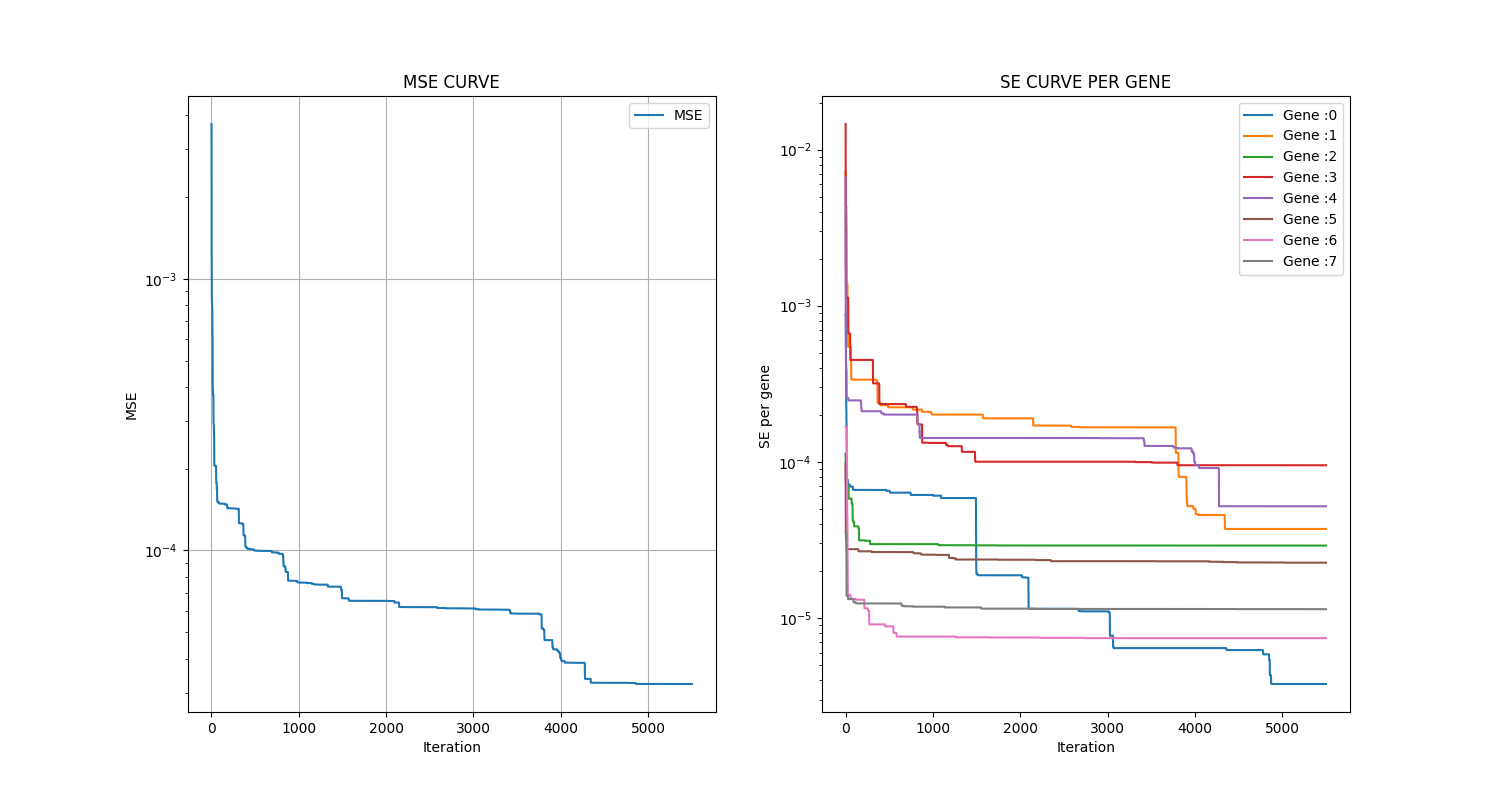 MSE CURVE
MSE
10⁻³
10⁻⁴
MSE
0 1000 2000 3000 4000 5000
Iteration
SE CURVE PER GENE
Gene :0
Gene :1
Gene :2
Gene :3
Gene :4
Gene :5
Gene :6
Gene :7
10⁻²
10⁻³
10⁻⁴
10⁻⁵
SE per gene
0 1000 2000 3000 4000 5000
Iteration